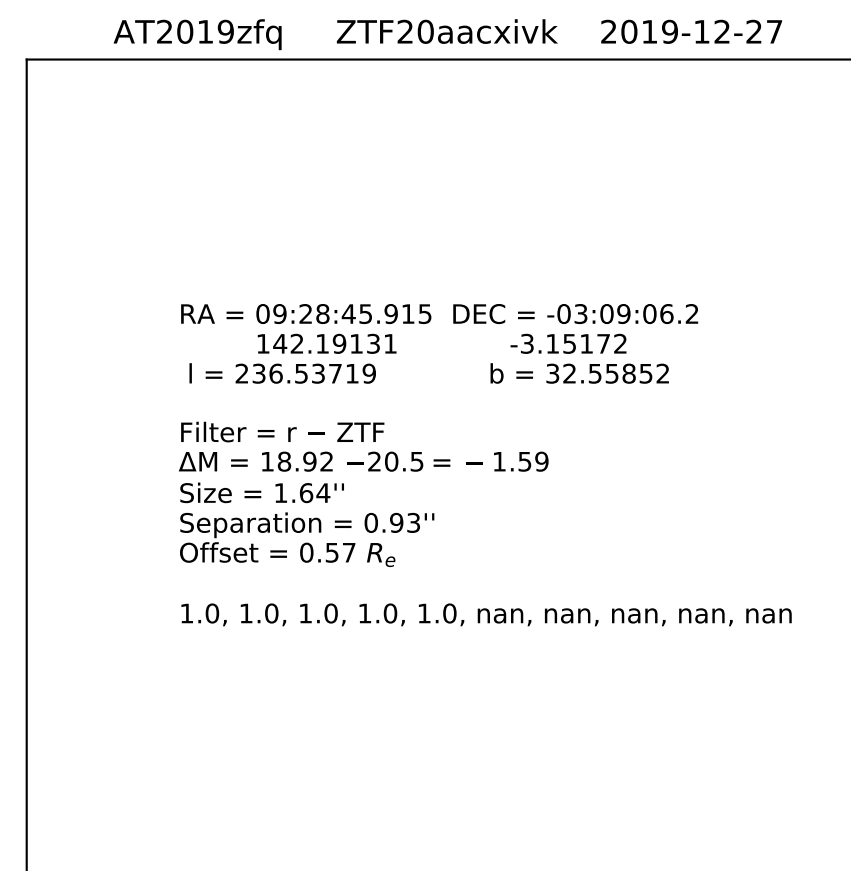 AT2019zfq ZTF20aacxivk 2019-12-27
RA = 09:28:45.915 DEC = -03:09:06.2
142.19131 -3.15172
l = 236.53719 b = 32.55852
Filter = r − ZTF
ΔM = 18.92 −20.5 = − 1.59
Size = 1.64''
Separation = 0.93''
Offset = 0.57 Re
1.0, 1.0, 1.0, 1.0, 1.0, nan, nan, nan, nan, nan